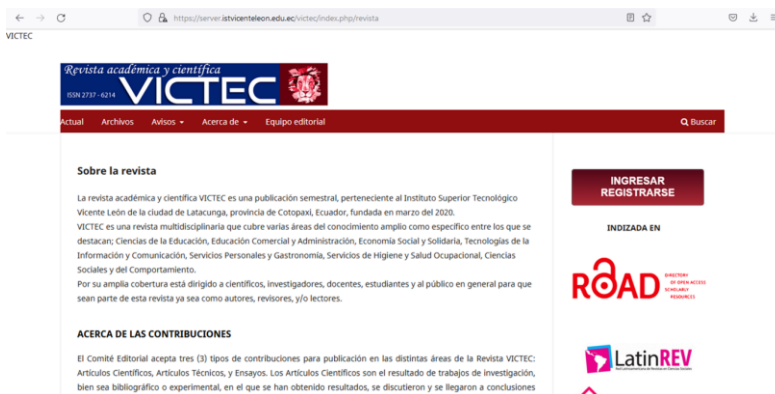 https://server.istvicenteleon.edu.ec/victec/index.php/revista
VICTEC
Revista académica y científica
ISSN 2737 - 6214
VICTEC
Actual Archivos Avisos Acerca de Equipo editorial Buscar
Sobre la revista
La revista académica y científica VICTEC es una publicación semestral, perteneciente al Instituto Superior Tecnológico
Vicente León de la ciudad de Latacunga, provincia de Cotopaxi, Ecuador, fundada en marzo del 2020.
VICTEC es una revista multidisciplinaria que cubre varias áreas del conocimiento amplio como específico entre los que se
destacan; Ciencias de la Educación, Educación Comercial y Administración, Economía Social y Solidaria, Tecnologías de la
Información y Comunicación, Servicios Personales y Gastronomía, Servicios de Higiene y Salud Ocupacional, Ciencias
Sociales y del Comportamiento.
Por su amplia cobertura está dirigido a científicos, investigadores, docentes, estudiantes y al público en general para que
sean parte de esta revista ya sea como autores, revisores, y/o lectores.
ACERCA DE LAS CONTRIBUCIONES
El Comité Editorial acepta tres (3) tipos de contribuciones para publicación en las distintas áreas de la Revista VICTEC:
Artículos Científicos, Artículos Técnicos, y Ensayos. Los Artículos Científicos son el resultado de trabajos de investigación,
bien sea bibliográfico o experimental, en el que se han obtenido resultados, se discutieron y se llegaron a conclusiones
INGRESAR
REGISTRARSE
INDIZADA EN
ROAD
DIRECTORY
OF OPEN ACCESS
SCHOLARLY
RESOURCES
LatinREV
Red Latinoamericana de Revistas en Ciencias Sociales